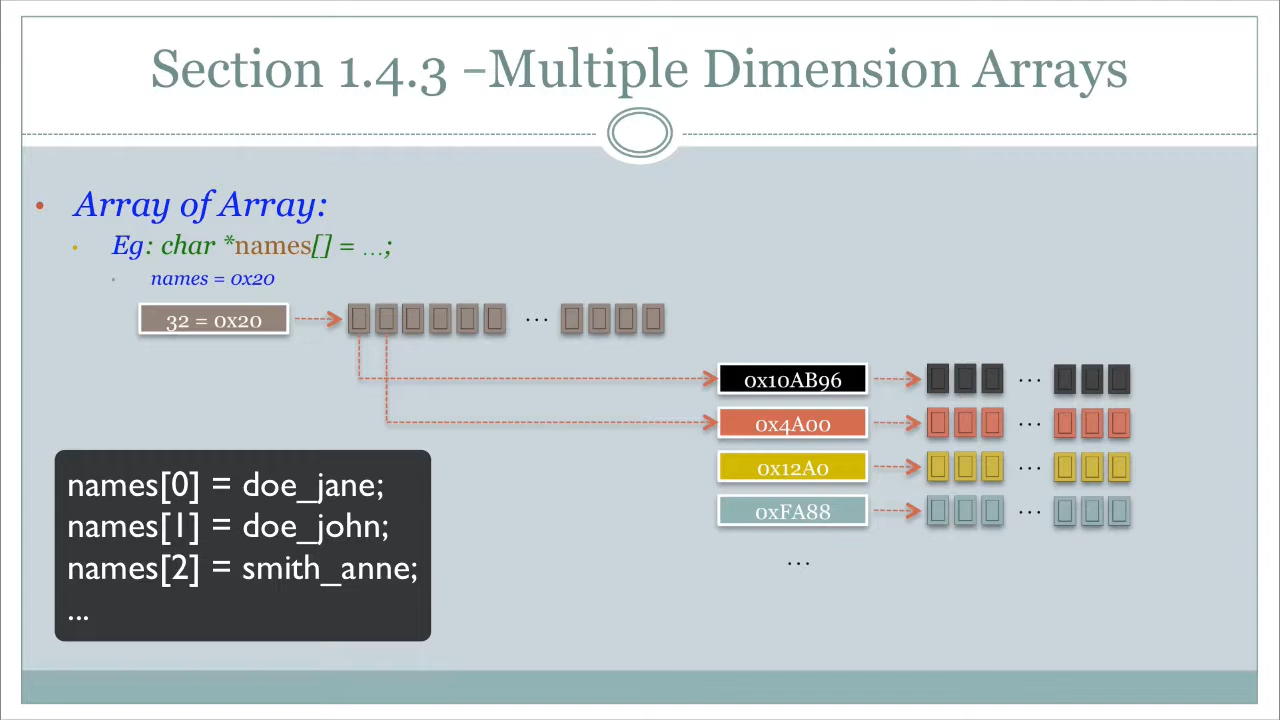 Section 1.4.3 –Multiple Dimension Arrays
• Array of Array:
• Eg: char *names[] = …;
• names = 0x20
32 = 0x20
…
0x10AB96
…
0x4A00
…
0x12A0
…
0xFA88
…
…
names[0] = doe_jane;
names[1] = doe_john;
names[2] = smith_anne;
...